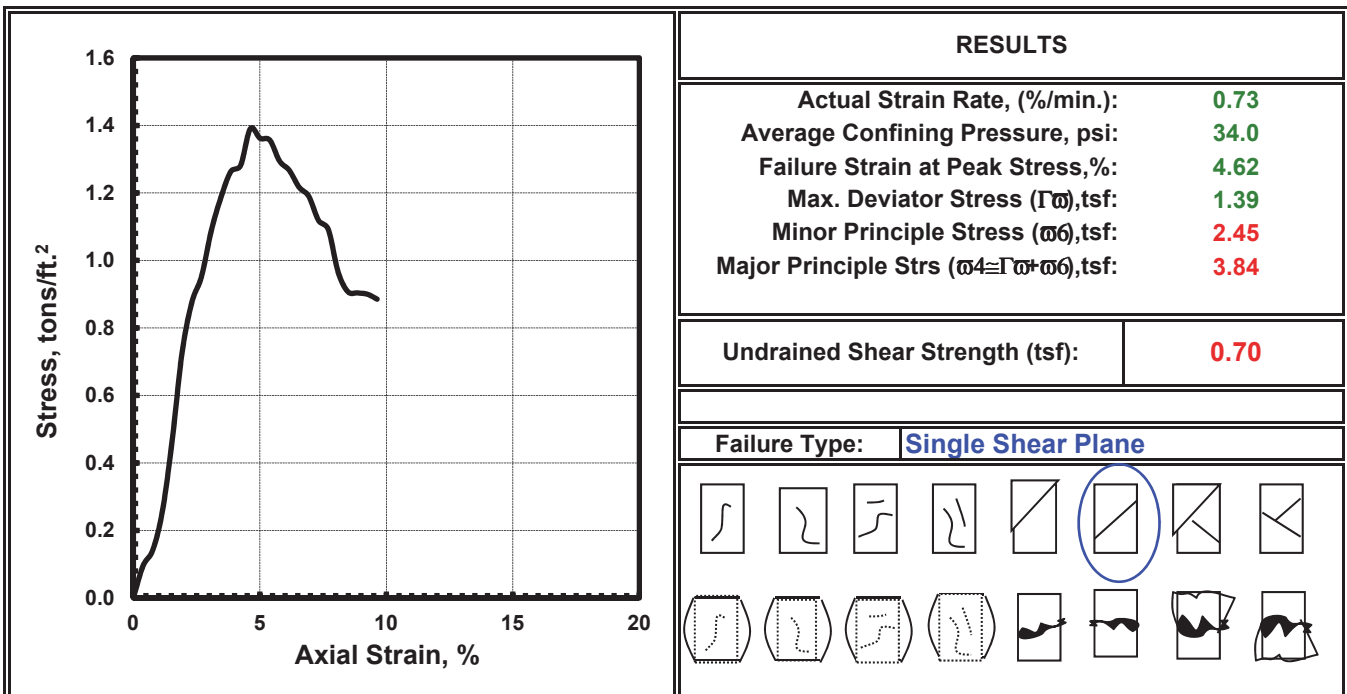 1.6
1.4
1.2
1.0
0.8
0.6
0.4
0.2
0.0
0 5 10 15 20
Stress, tons/ft.²
Axial Strain, %
RESULTS
Actual Strain Rate, (%/min.): 0.73
Average Confining Pressure, psi: 34.0
Failure Strain at Peak Stress,%: 4.62
Max. Deviator Stress (Γϖ),tsf: 1.39
Minor Principle Stress (ϖ6),tsf: 2.45
Major Principle Strs (ϖ4≅Γϖ+ϖ6),tsf: 3.84
Undrained Shear Strength (tsf): 0.70
Failure Type: Single Shear Plane